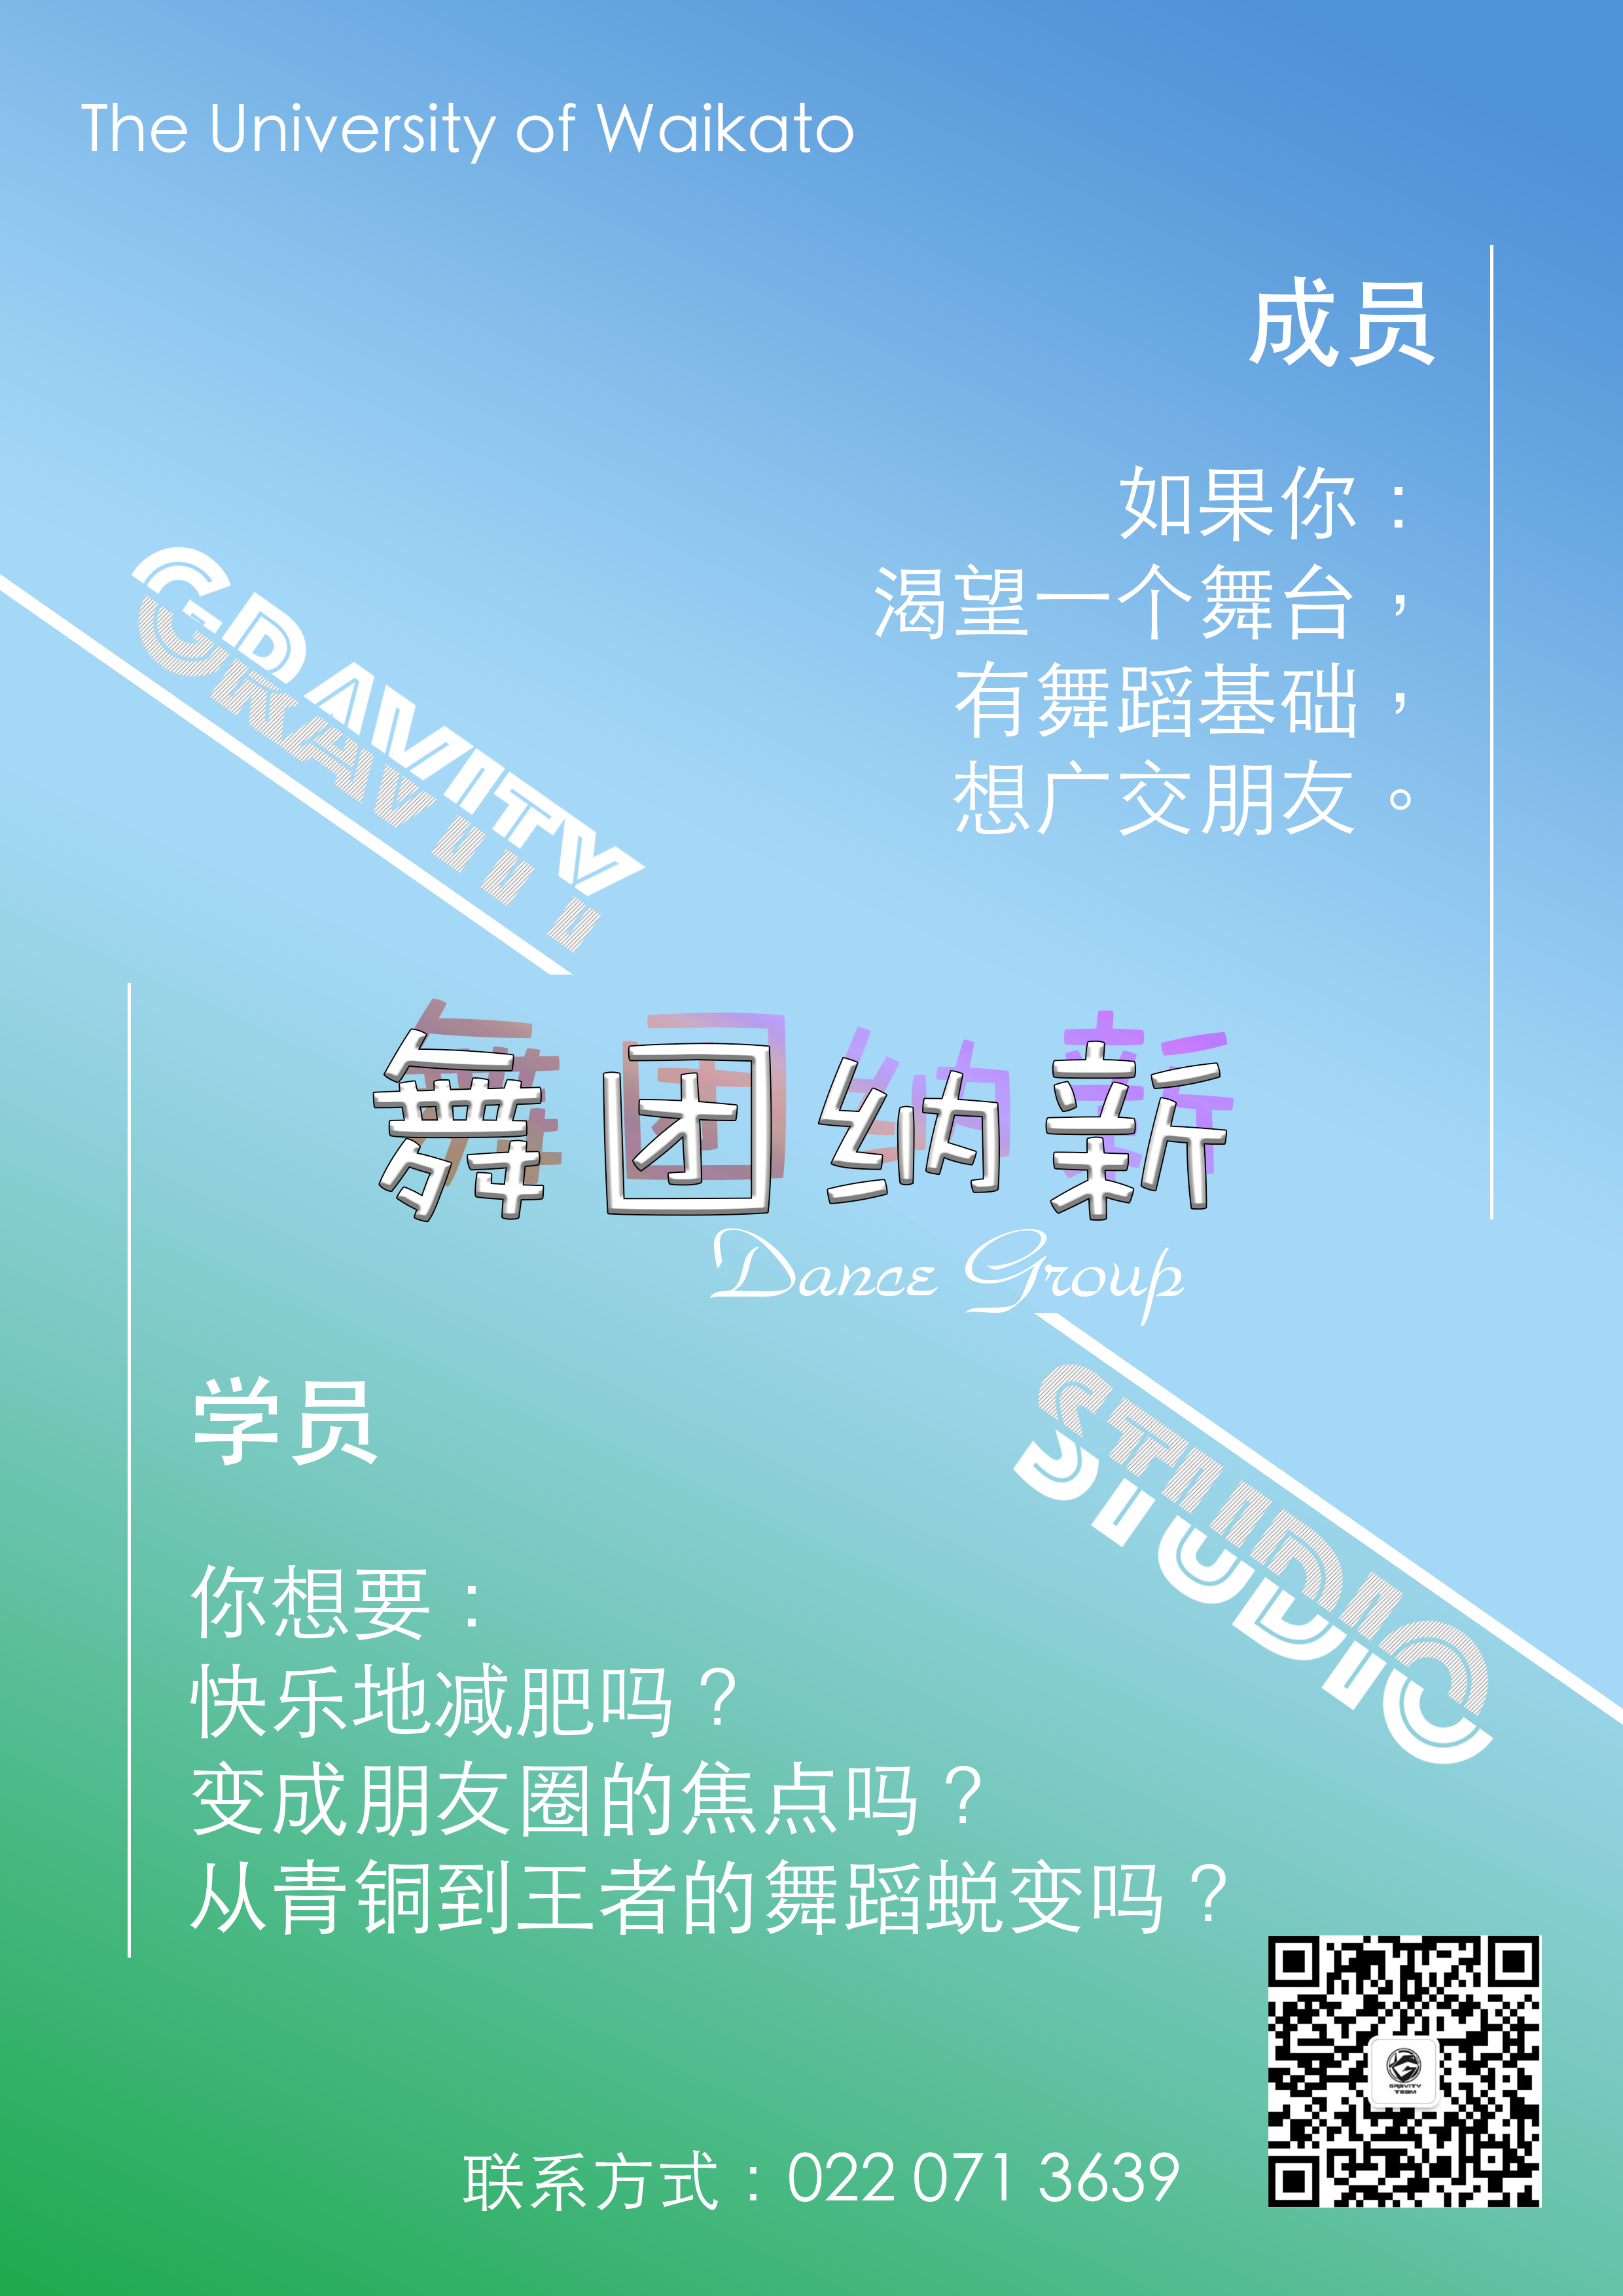 The University of Waikato
成员
如果你：
渴望一个舞台，
有舞蹈基础，
想广交朋友。
GRAVITY
舞团纳新
Dance Group
STUDIO
学员
你想要：
快乐地减肥吗？
变成朋友圈的焦点吗？
从青铜到王者的舞蹈蜕变吗？
GRAVITY
TEAM
联系方式：022 071 3639